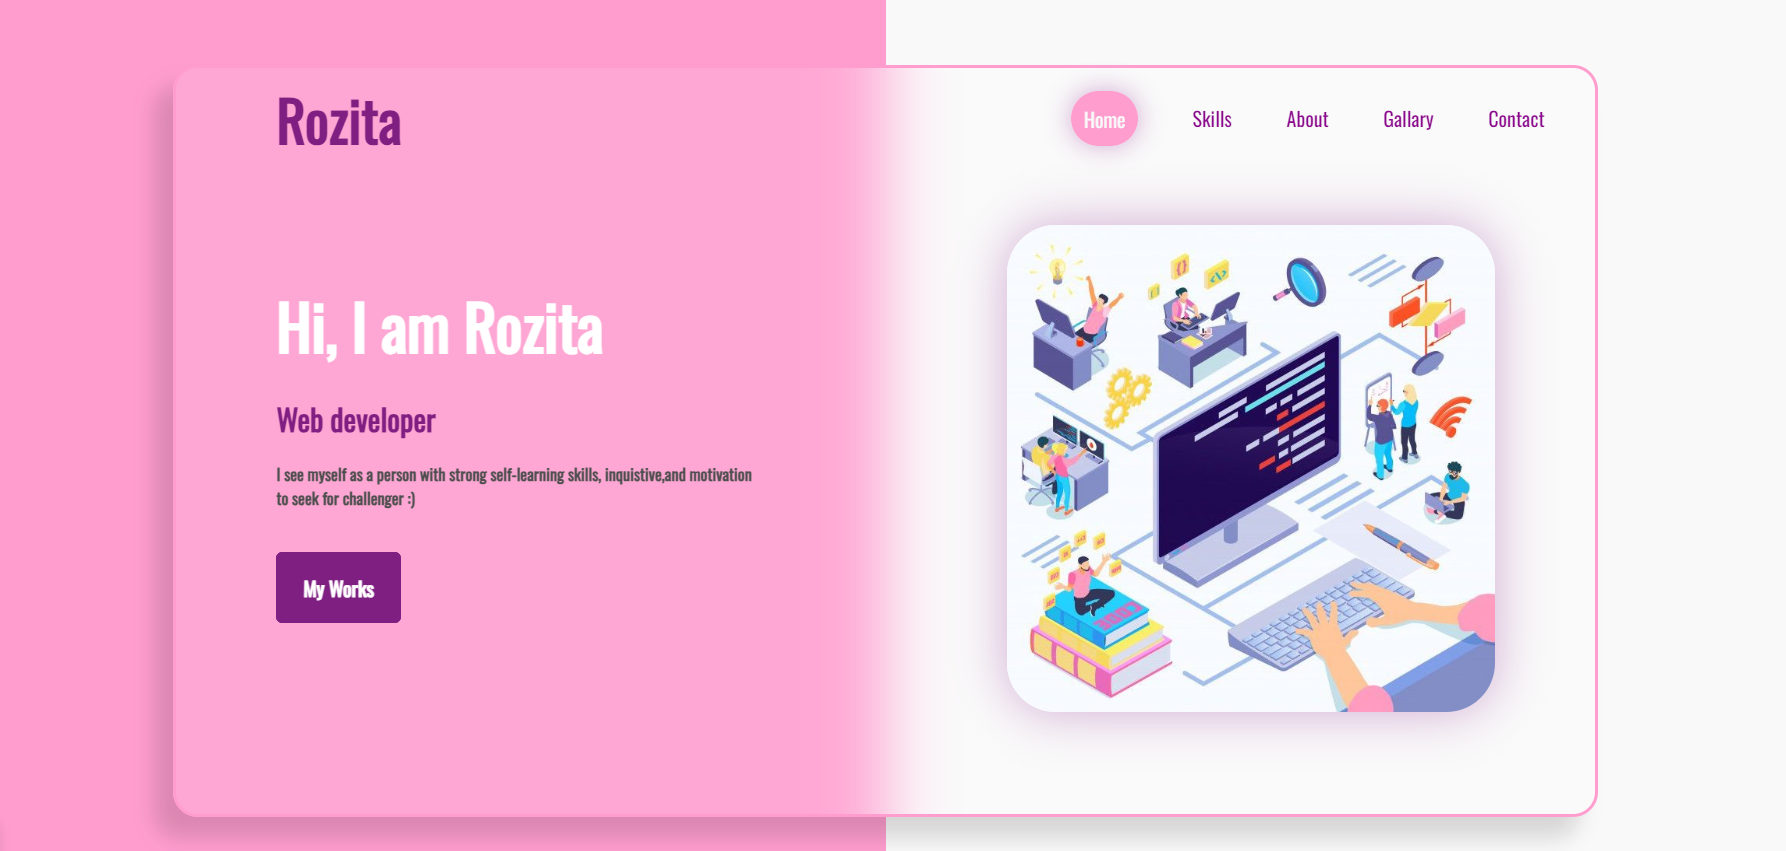 Rozita
Home Skills About Gallary Contact
Hi, I am Rozita
Web developer
I see myself as a person with strong self-learning skills, inquistive,and motivation
to seek for challenger :)
My Works